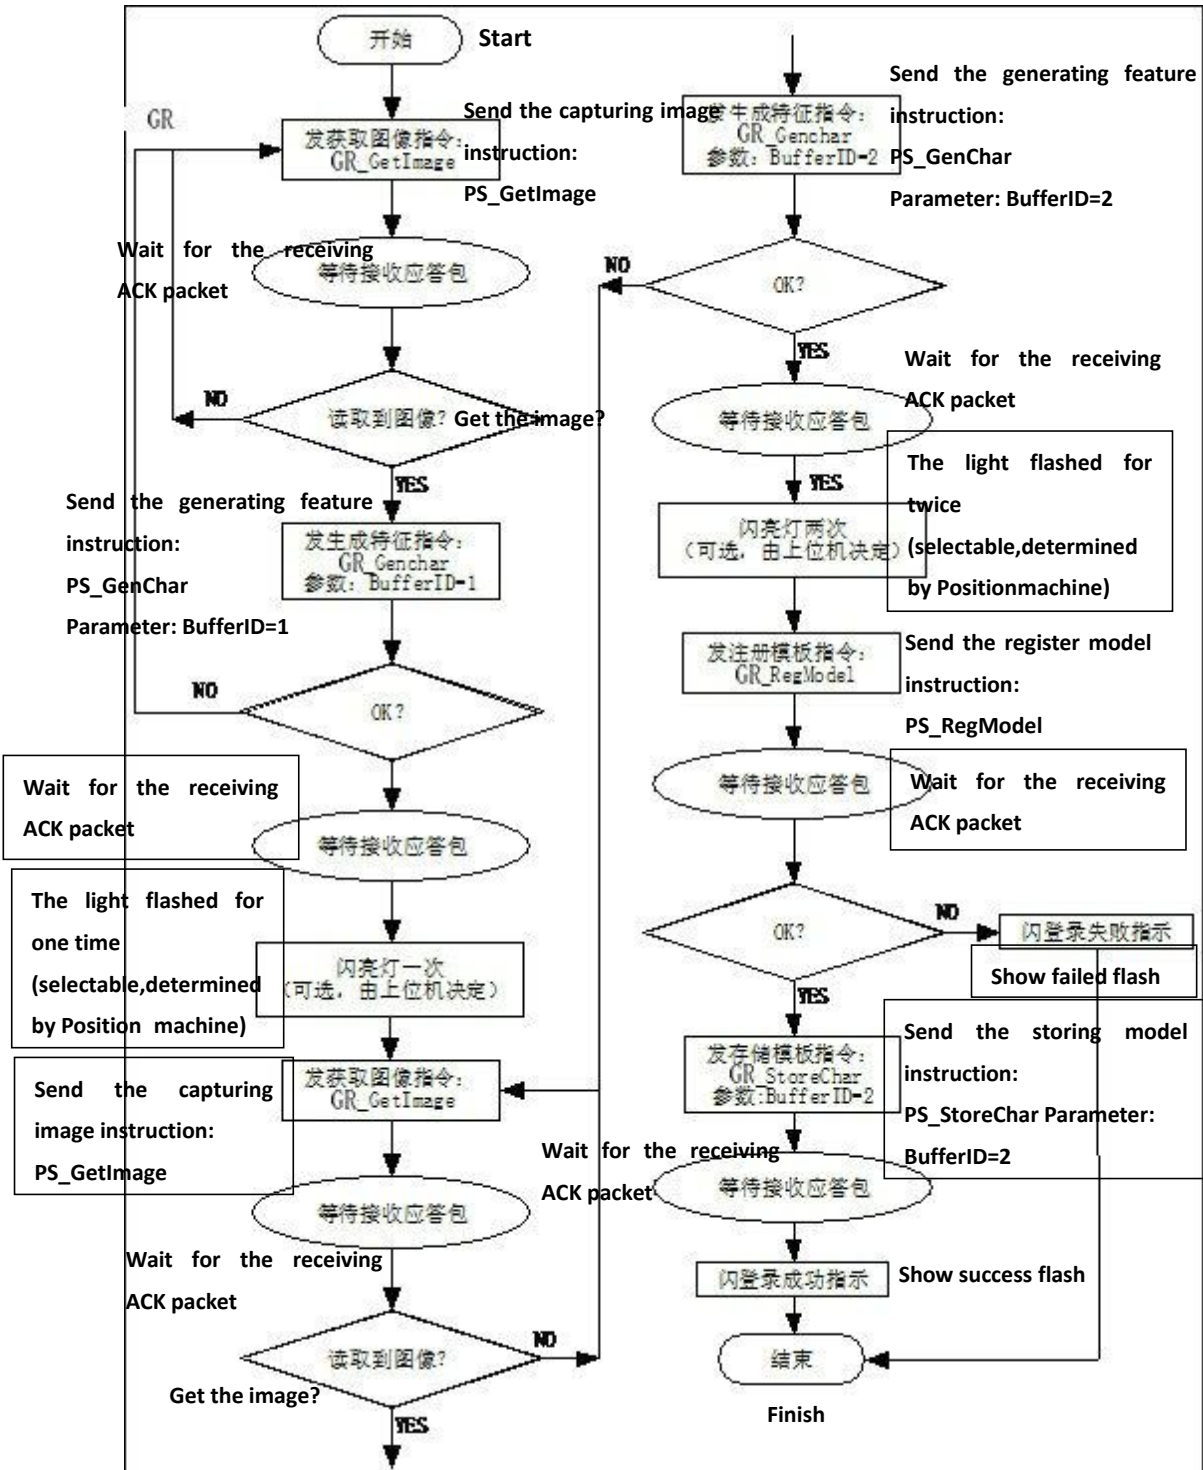 开始
Start
GR
发获取图像指令:
GR_GetImage
Send the capturing image
instruction:
PS_GetImage
Wait for the receiving
ACK packet
等待接收应答包
NO
读取到图像?
Get the image?
YES
Send the generating feature
instruction:
PS_GenChar
Parameter: BufferID=1
发生成特征指令:
GR_Genchar
参数: BufferID=1
NO
OK?
Wait for the receiving
ACK packet
等待接收应答包
The light flashed for
one time
(selectable,determined
by Position machine)
闪亮灯一次
(可选, 由上位机决定)
Send the capturing
image instruction:
PS_GetImage
发获取图像指令:
GR_GetImage
等待接收应答包
Wait for the receiving
ACK packet
读取到图像?
NO
Get the image?
YES
发生成特征指令:
GR_Genchar
参数: BufferID=2
Send the generating feature
instruction:
PS_GenChar
Parameter: BufferID=2
NO
OK?
YES
Wait for the receiving
ACK packet
等待接收应答包
YES
The light flashed for
twice
(selectable,determined
by Positionmachine)
闪亮灯两次
(可选, 由上位机决定)
发注册模板指令:
GR_RegModel
Send the register model
instruction:
PS_RegModel
等待接收应答包
Wait for the receiving
ACK packet
OK?
NO
闪登录失败指示
Show failed flash
YES
发存储模板指令:
GR_StoreChar
参数:BufferID=2
Send the storing model
instruction:
PS_StoreChar Parameter:
BufferID=2
Wait for the receiving
ACK packet
等待接收应答包
闪登录成功指示
Show success flash
结束
Finish